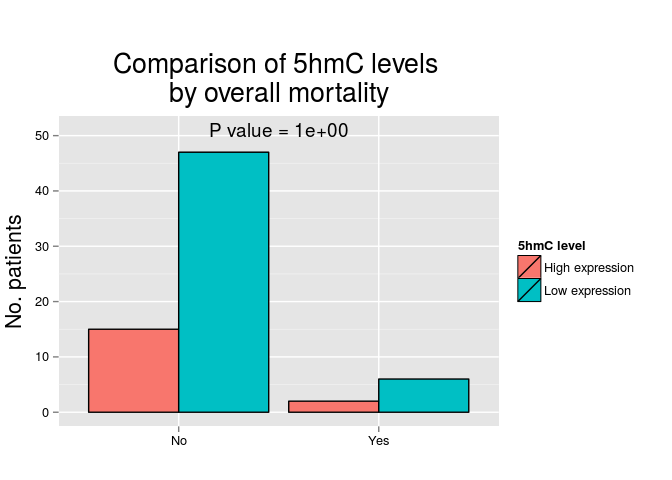 Comparison of 5hmC levels
by overall mortality
P value = 1e+00
No. patients
50
40
30
20
10
0
No
Yes
5hmC level
High expression
Low expression